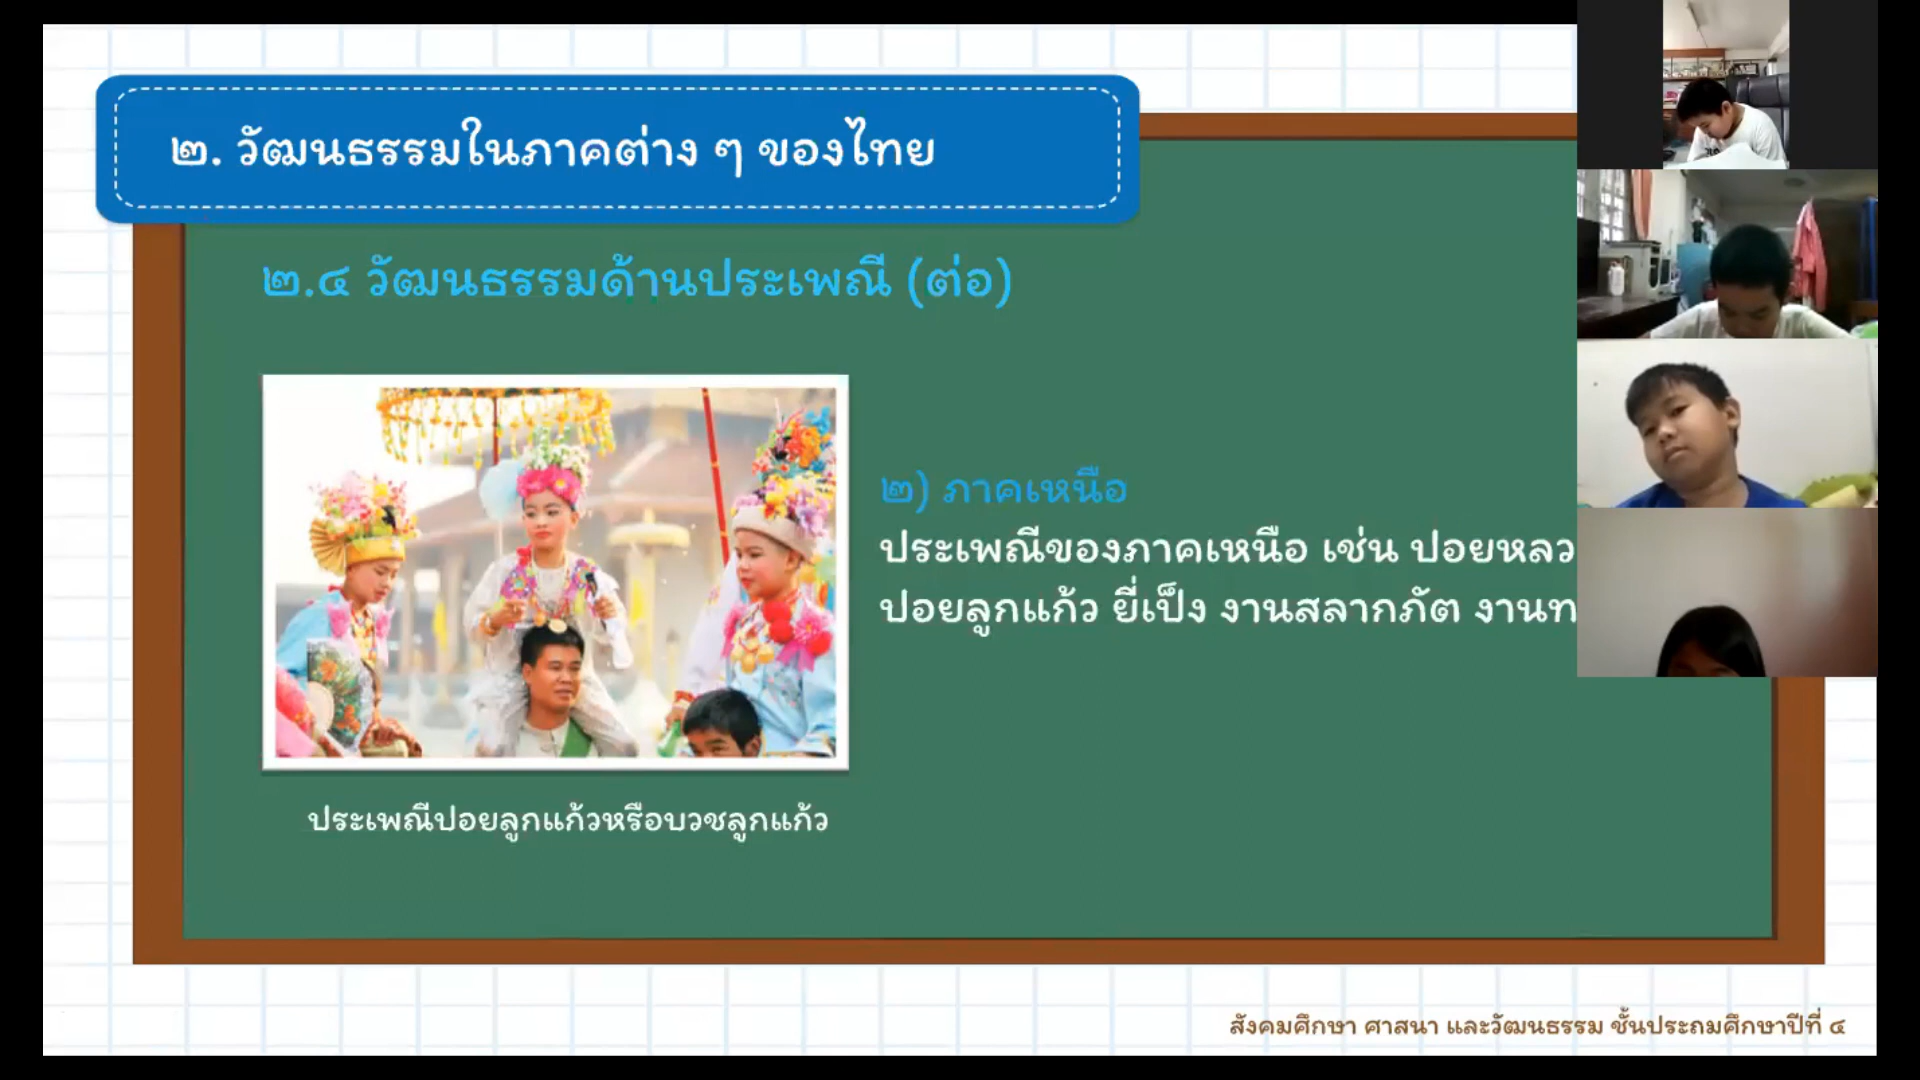 ๒. วัฒนธรรมในภาคต่าง ๆ ของไทย
๒.๔ วัฒนธรรมด้านประเพณี (ต่อ)
๒) ภาคเหนือ
ประเพณีของภาคเหนือ เช่น ปอยหลว
ปอยลูกแก้ว ยี่เป็ง งานสลากภัต งานท
ประเพณีปอยลูกแก้วหรือบวชลูกแก้ว
สังคมศึกษา ศาสนา และวัฒนธรรม ชั้นประถมศึกษาปีที่ ๔